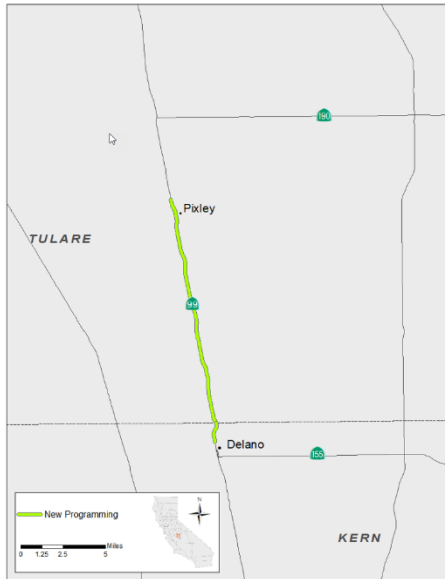 190
Pixley
TULARE
99
Delano
155
New Programming
N
Miles
0 1.25 2.5 5
KERN